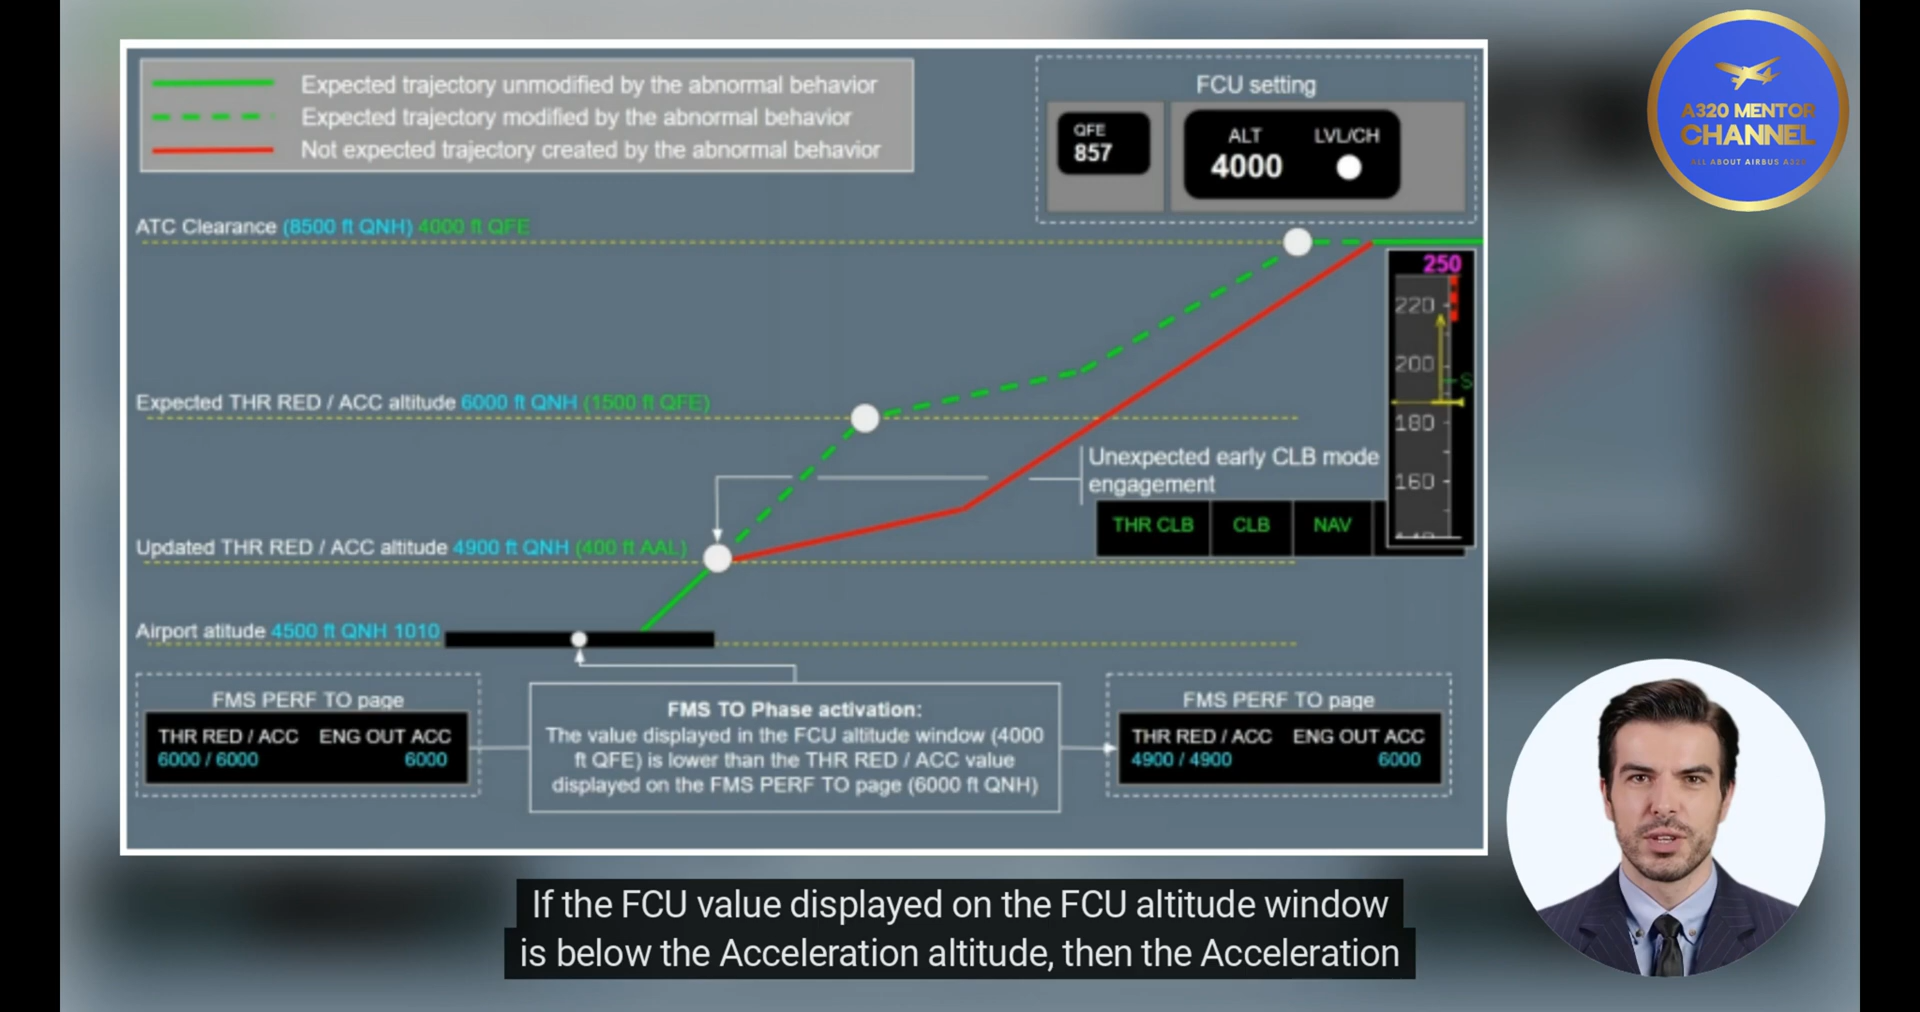 Expected trajectory unmodified by the abnormal behavior
Expected trajectory modified by the abnormal behavior
Not expected trajectory created by the abnormal behavior
FCU setting
QFE
857
ALT LVL/CH
4000
A320 MENTOR
CHANNEL
ALL ABOUT AIRBUS A320
ATC Clearance (8500 ft QNH) 4000 ft QFE
250
220
200
S
180
160
Expected THR RED / ACC altitude 6000 ft QNH (1500 ft QFE)
Unexpected early CLB mode
engagement
THR CLB CLB NAV
Updated THR RED / ACC altitude 4900 ft QNH (400 ft AAL)
Airport atitude 4500 ft QNH 1010
FMS PERF TO page
THR RED / ACC ENG OUT ACC
6000 / 6000 6000
FMS TO Phase activation:
The value displayed in the FCU altitude window (4000
ft QFE) is lower than the THR RED / ACC value
displayed on the FMS PERF TO page (6000 ft QNH)
FMS PERF TO page
THR RED / ACC ENG OUT ACC
4900 / 4900 6000
If the FCU value displayed on the FCU altitude window
is below the Acceleration altitude, then the Acceleration